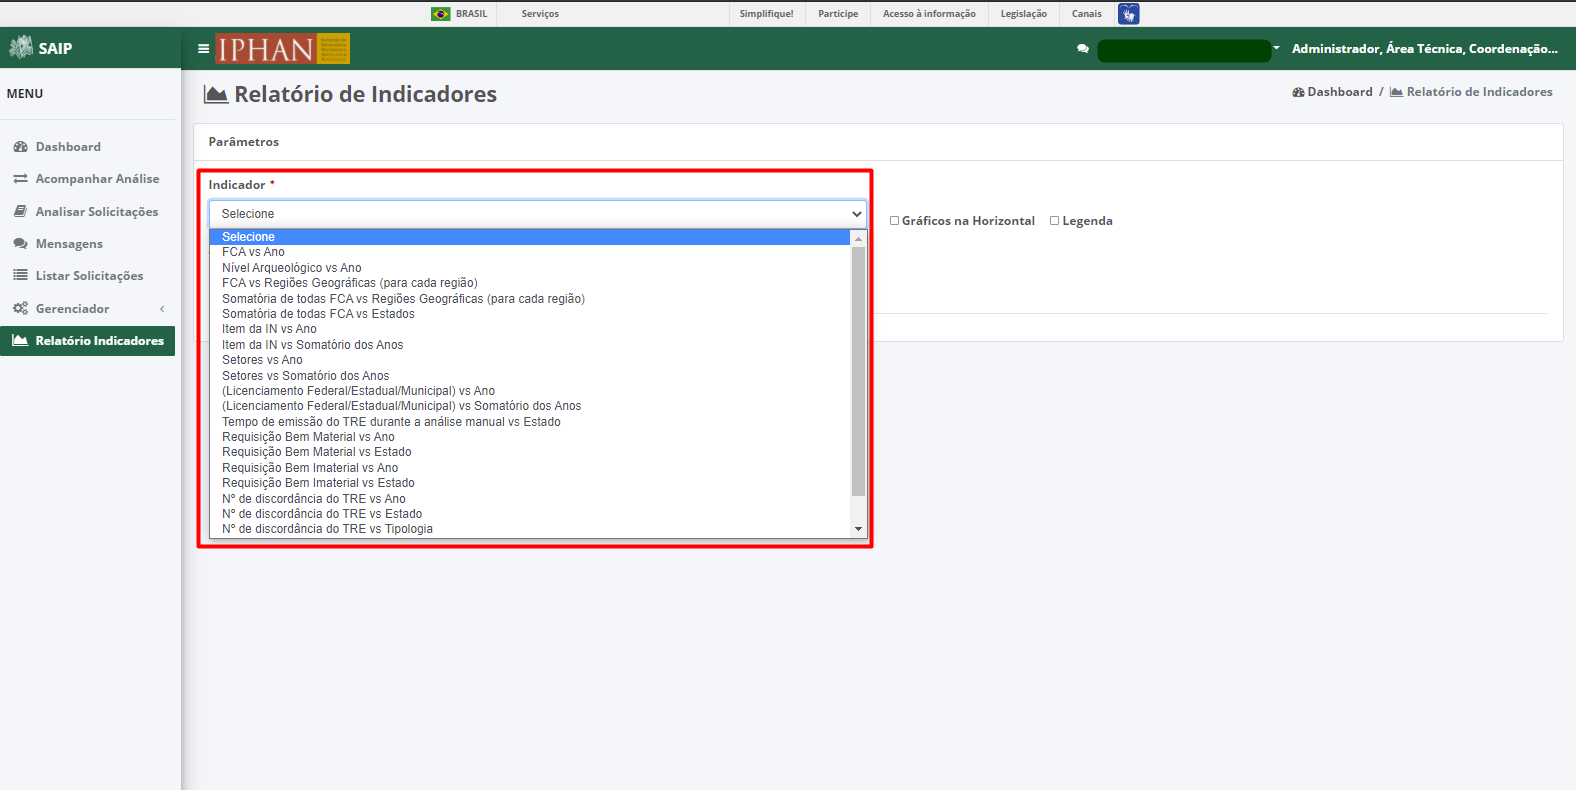 BRASIL Serviços Simplifique! Participe Acesso à informação Legislação Canais
SAIP
IPHAN
Administrador, Área Técnica, Coordenação...
MENU
Dashboard
Acompanhar Análise
Analisar Solicitações
Mensagens
Listar Solicitações
Gerenciador
Relatório Indicadores
Relatório de Indicadores
Dashboard / Relatório de Indicadores
Parâmetros
Indicador *
Selecione
Gráficos na Horizontal Legenda
Selecione
FCA vs Ano
Nível Arqueológico vs Ano
FCA vs Regiões Geográficas (para cada região)
Somatória de todas FCA vs Regiões Geográficas (para cada região)
Somatória de todas FCA vs Estados
Item da IN vs Ano
Item da IN vs Somatório dos Anos
Setores vs Ano
Setores vs Somatório dos Anos
(Licenciamento Federal/Estadual/Municipal) vs Ano
(Licenciamento Federal/Estadual/Municipal) vs Somatório dos Anos
Tempo de emissão do TRE durante a análise manual vs Estado
Requisição Bem Material vs Ano
Requisição Bem Material vs Estado
Requisição Bem Imaterial vs Ano
Requisição Bem Imaterial vs Estado
Nº de discordância do TRE vs Ano
Nº de discordância do TRE vs Estado
Nº de discordância do TRE vs Tipologia